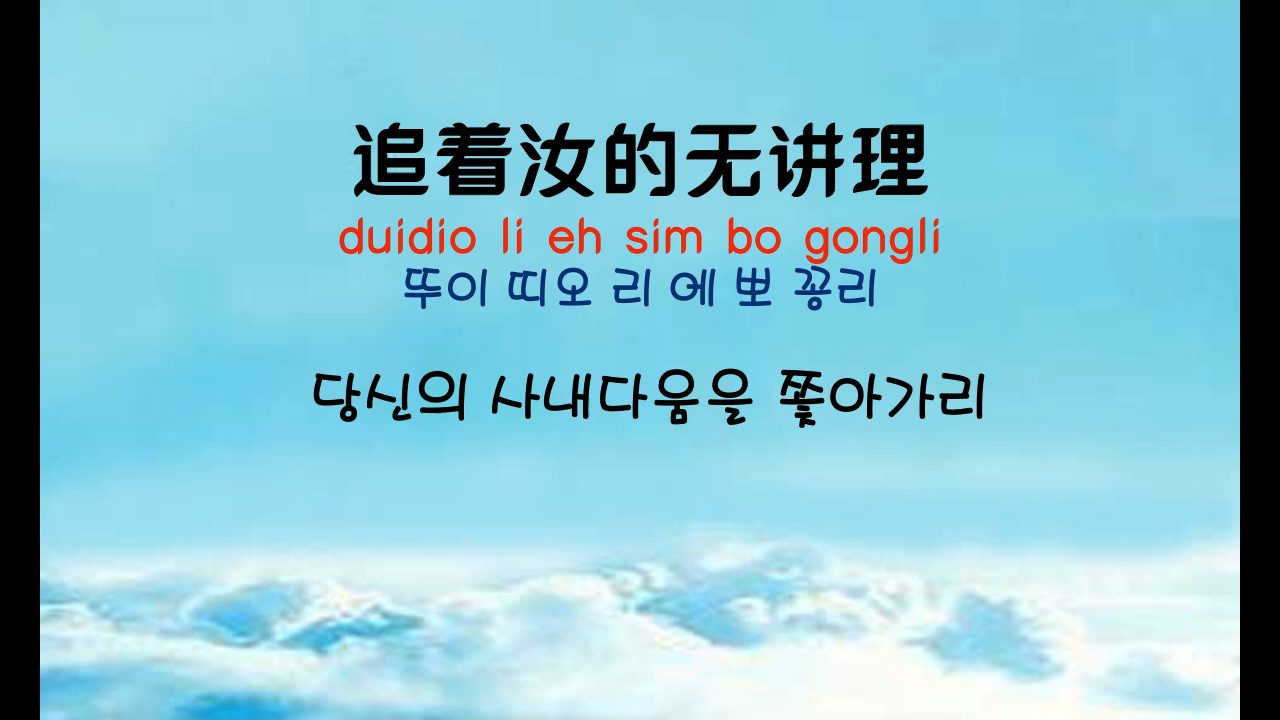 追着汝的无讲理
duidio li eh sim bo gongli
뚜이 띠오 리 에 뽀 꽁리
당신의 사내다움을 쫓아가리